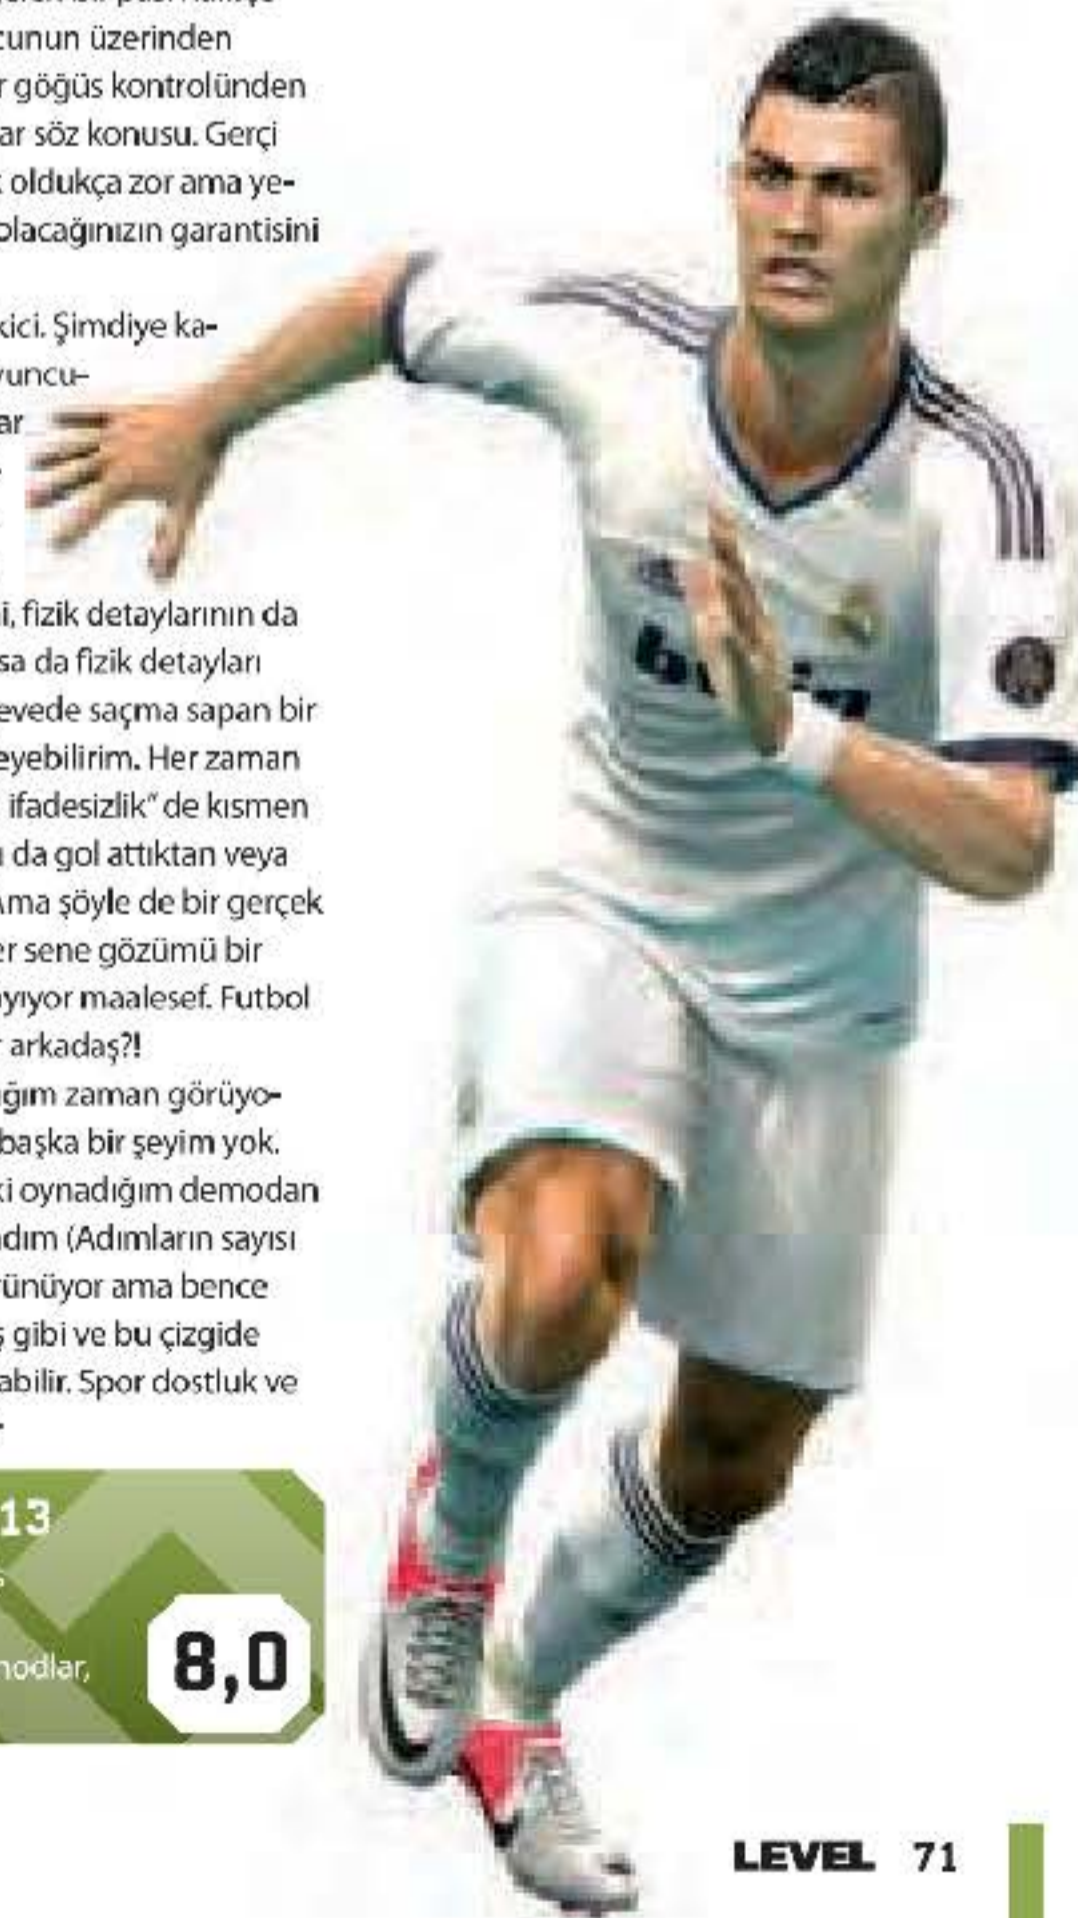 cunun üzerinden
r göğüs kontrolünden
ar söz konusu. Gerçi
oldukça zor ama ye-
olacağınızın garantisini
kici. Şimdiye ka-
yuncu-
ar
i, fizik detaylarının da
sa da fizik detayları
evede saçma sapan bir
eyebilirim. Her zaman
ifadesizlik" de kısmen
da gol attıktan veya
Ama şöyle de bir gerçek
er sene gözümü bir
ayıyor maalesef. Futbol
r arkadaş?!
ığım zaman görüyo-
başka bir şeyim yok.
ki oynadığım demodan
adım (Adımların sayısı
rünüyor ama bence
ş gibi ve bu çizgide
abilir. Spor dostluk ve
13
s
modlar,
8,0
LEVEL 71